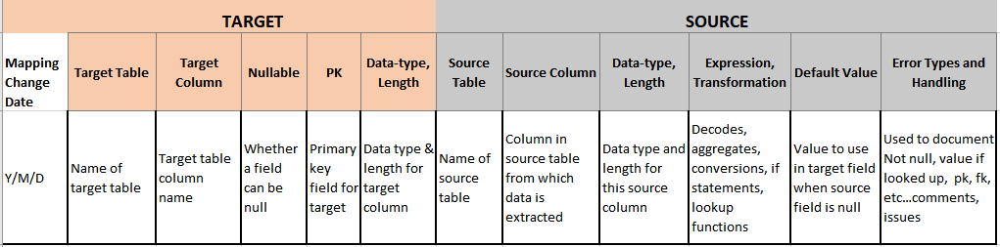 TARGET SOURCE
Mapping Change Date
Target Table
Target Column
Nullable
PK
Data-type, Length
Source Table
Source Column
Data-type, Length
Expression, Transformation
Default Value
Error Types and Handling
Y/M/D
Name of target table
Target table column name
Whether a field can be null
Primary key field for target
Data type & length for target column
Name of source table
Column in source table from which data is extracted
Data type and length for this source column
Decodes, aggregates, conversions, if statements, lookup functions
Value to use in target field when source field is null
Used to document Not null, value if looked up, pk, fk, etc...comments, issues